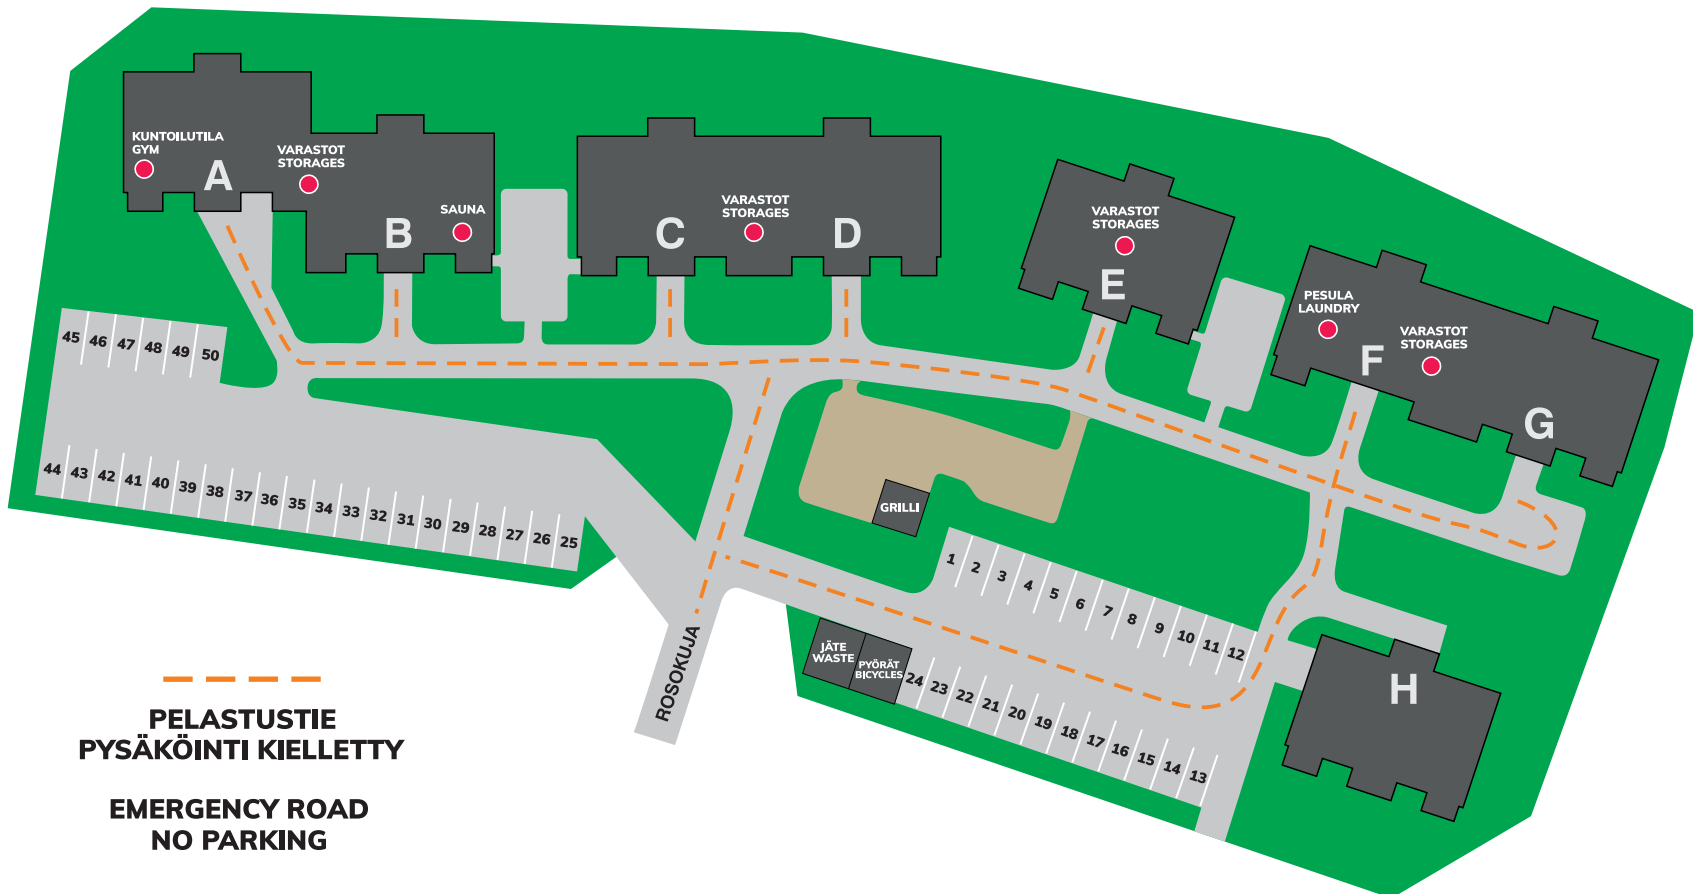 KUNTOILUTILA
GYM
A
VARASTOT
STORAGES
B
SAUNA
C
VARASTOT
STORAGES
D
VARASTOT
STORAGES
E
PESULA
LAUNDRY
F
VARASTOT
STORAGES
G
45 46 47 48 49 50
44 43 42 41 40 39 38 37 36 35 34 33 32 31 30 29 28 27 26 25
GRILLI
1 2 3 4 5 6 7 8 9 10 11 12
JÄTE
WASTE
PYÖRÄT
BICYCLES
24 23 22 21 20 19 18 17 16 15 14 13
H
ROSOKUJA
PELASTUSTIE
PYSÄKÖINTI KIELLETTY
EMERGENCY ROAD
NO PARKING